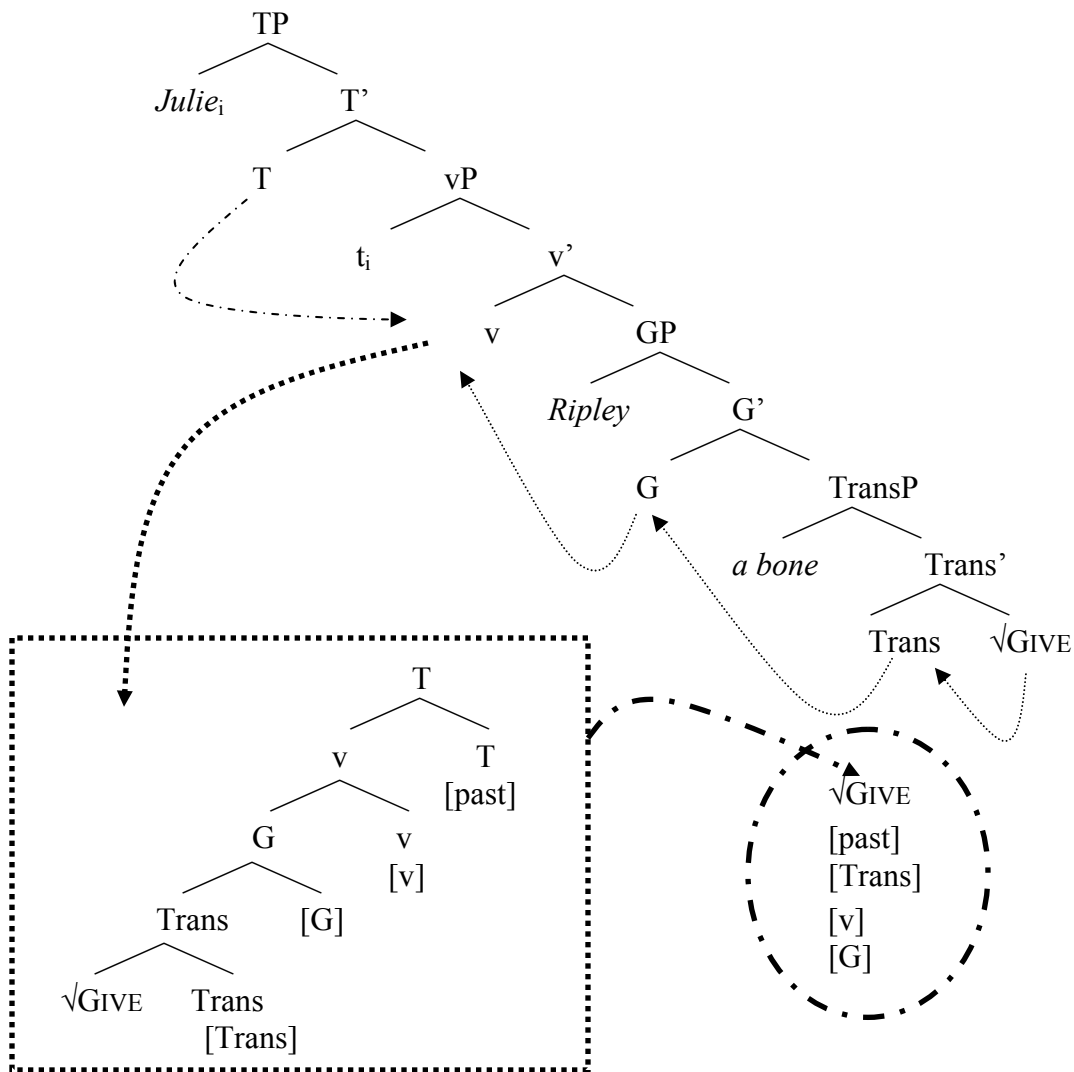 TP
Julieᵢ T’
T vP
tᵢ v’
v GP
Ripley G’
G TransP
a bone Trans’
Trans √GIVE
T
v T
[past]
G v
[v]
Trans [G]
√GIVE Trans
[Trans]
√GIVE
[past]
[Trans]
[v]
[G]